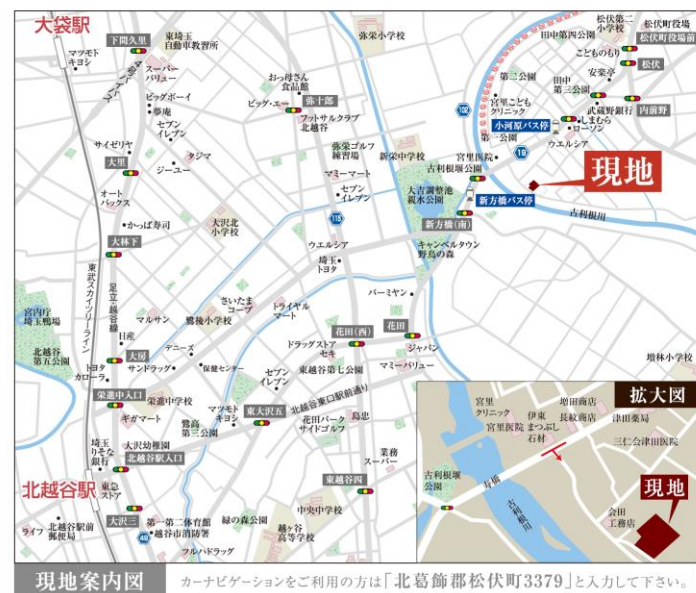 大袋駅
マツモト
キヨシ
下間久里
東埼玉
自動車教習所
4号バイパス
スーパー
バリュー
ビッグボーイ
夢庵
セブン
イレブン
サイゼリヤ
大里
タジマ
ジーユー
オート
バックス
かっぱ寿司
大沢北
小学校
大林下
弥栄小学校
おっ母さん
食品館
ビッグ・エー
弥十郎
フットサルクラブ
北越谷
弥栄ゴルフ
練習場
新栄中学校
マミーマート
セブン
イレブン
115
ウエルシア
埼玉
トヨタ
大吉調整池
親水公園
古利根堰公園
宮里医院
新方橋バス停
新方橋(南)
キャンベルタウン
野鳥の森
松伏第二
小学校
松伏町役場
松伏町役場前
田中第四公園
こどものもり
松伏
第二公園
安楽亭
田中
第三公園
102
宮里こども
クリニック
武蔵野銀行
内前野
小河原バス停
しまむら
ローソン
第一公園
ウエルシア
19
現地
古利根川
東武スカイツリーライン
足立・越谷線
宮内庁
埼玉鴨場
北越谷
第五公園
マルサン
さいたま
コープ
鷺後小学校
トライヤル
マート
バーミヤン
日産
デニーズ
大房
サンドラッグ
保健センター
トヨタ
カローラ
ドラッグストア
セキ
花田(西)
花田
ジャパン
マミーバリュー
増林小学校
セブン
イレブン
東越谷第七公園
北越谷東口駅前通り
栄進中入口
栄進中学校
マツモト
キヨシ
東大沢五
ギガマート
鷺高
第三公園
花田パーク
サイドゴルフ
島忠
埼玉
りそな
銀行
大沢幼稚園
北越谷駅入口
業務
スーパー
北越谷駅
東急
ストア
東越谷四
大沢三
第一第二体育館
緑の森公園
中央中学校
ライフ
北越谷駅前
郵便局
49
越谷市消防署
越ヶ谷
高等学校
フルハドラッグ
拡大図
宮里
クリニック
宮里医院
伊東
まつぶし
石材
増田商店
長紋商店
津田薬局
三仁会津田医院
古利根堰
公園
寿橋
古利根川
現地
会田
工務店
現地案内図
カーナビゲーションをご利用の方は「北葛飾郡松伏町3379」と入力して下さい。